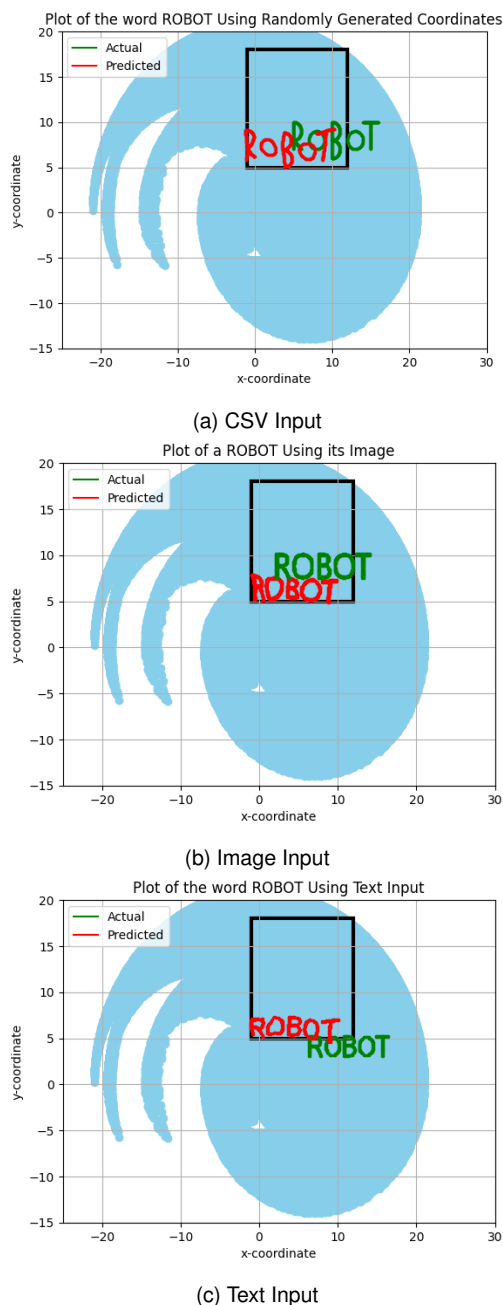 Plot of the word ROBOT Using Randomly Generated Coordinates
20
15
10
5
0
−5
−10
−15
y-coordinate
Actual
Predicted
ROBOT
ROBOT
−20 −10 0 10 20 30
x-coordinate
(a) CSV Input
Plot of a ROBOT Using its Image
20
15
10
5
0
−5
−10
−15
y-coordinate
Actual
Predicted
ROBOT
ROBOT
−20 −10 0 10 20 30
x-coordinate
(b) Image Input
Plot of the word ROBOT Using Text Input
20
15
10
5
0
−5
−10
−15
y-coordinate
Actual
Predicted
ROBOT
ROBOT
−20 −10 0 10 20 30
x-coordinate
(c) Text Input